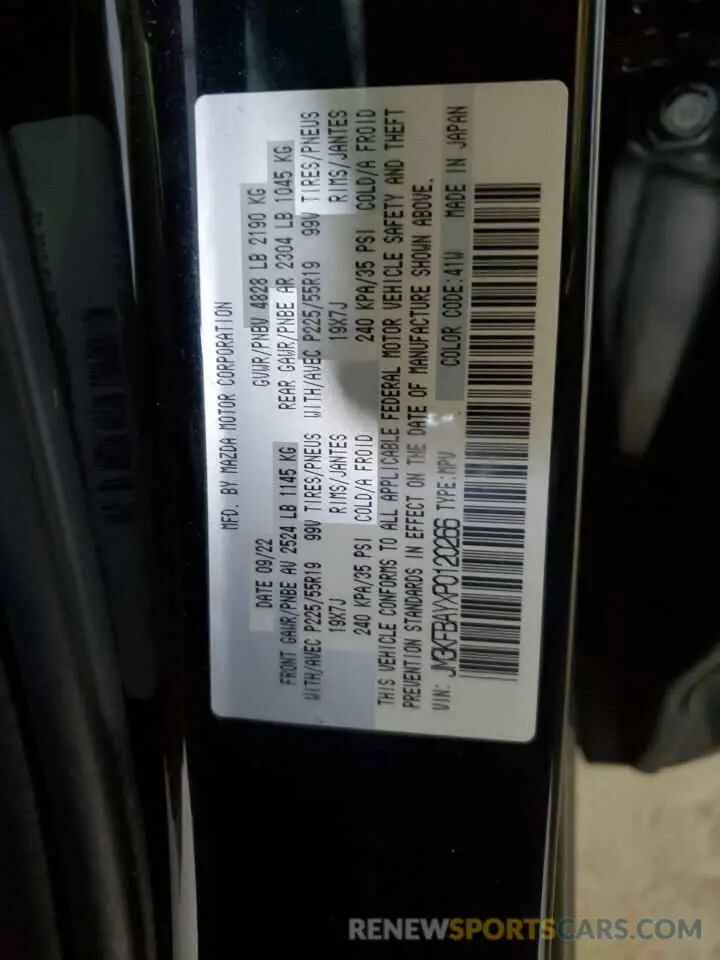 MFD. BY MAZDA MOTOR CORPORATION
DATE 09/22 GVWR/PNBV 4828 LB 2190 KG
FRONT GAWR/PNBE AV 2524 LB 1145 KG REAR GAWR/PNBE AR 2304 LB 1045 KG
WITH/AVEC P225/55R19 99V TIRES/PNEUS WITH/AVEC P225/55R19 99V TIRES/PNEUS
19X7J RIMS/JANTES 19X7J RIMS/JANTES
240 KPA/35 PSI COLD/A FROID 240 KPA/35 PSI COLD/A FROID
THIS VEHICLE CONFORMS TO ALL APPLICABLE FEDERAL MOTOR VEHICLE SAFETY AND THEFT
PREVENTION STANDARDS IN EFFECT ON THE DATE OF MANUFACTURE SHOWN ABOVE.
VIN: JM3KFBAYXP0120266 TYPE:MPV COLOR CODE:41W MADE IN JAPAN
RENEWSPORTSCARS.COM